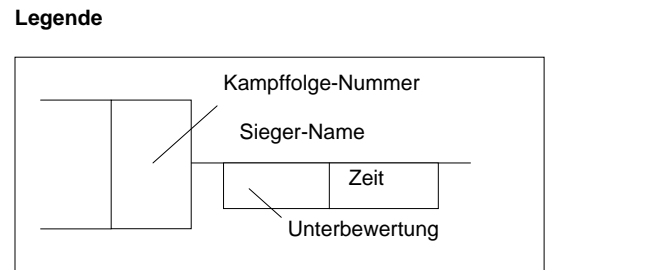 Legende
Kampffolge-Nummer
Sieger-Name
Zeit
Unterbewertung